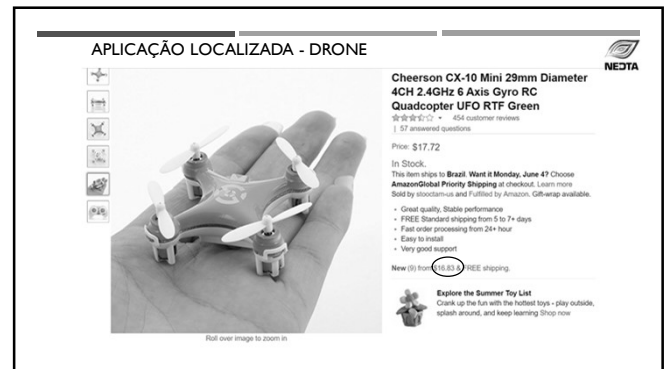 APLICAÇÃO LOCALIZADA - DRONE
NEDTA
Cheerson CX-10 Mini 29mm Diameter
4CH 2.4GHz 6 Axis Gyro RC
Quadcopter UFO RTF Green
454 customer reviews
| 57 answered questions
Price: $17.72
In Stock.
This item ships to Brazil. Want it Monday, June 4? Choose
AmazonGlobal Priority Shipping at checkout. Learn more
Sold by slooctam-us and Fulfilled by Amazon. Gift-wrap available.
• Great quality, Stable performance
• FREE Standard shipping from 5 to 7+ days
• Fast order processing from 24+ hour
• Easy to install
• Very good support
New (9) from $16.83 & FREE shipping.
Explore the Summer Toy List
Crank up the fun with the hottest toys - play outside,
splash around, and keep learning Shop now
Roll over image to zoom in